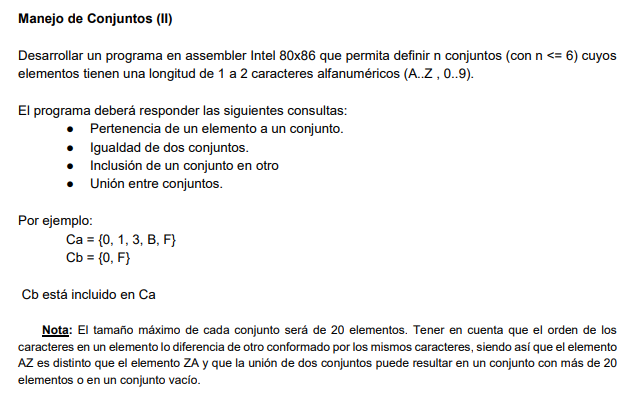 Manejo de Conjuntos (II)
Desarrollar un programa en assembler Intel 80x86 que permita definir n conjuntos (con n <= 6) cuyos
elementos tienen una longitud de 1 a 2 caracteres alfanuméricos (A..Z , 0..9).
El programa deberá responder las siguientes consultas:
● Pertenencia de un elemento a un conjunto.
● Igualdad de dos conjuntos.
● Inclusión de un conjunto en otro
● Unión entre conjuntos.
Por ejemplo:
Ca = {0, 1, 3, B, F}
Cb = {0, F}
Cb está incluido en Ca
Nota: El tamaño máximo de cada conjunto será de 20 elementos. Tener en cuenta que el orden de los
caracteres en un elemento lo diferencia de otro conformado por los mismos caracteres, siendo así que el elemento
AZ es distinto que el elemento ZA y que la unión de dos conjuntos puede resultar en un conjunto con más de 20
elementos o en un conjunto vacío.